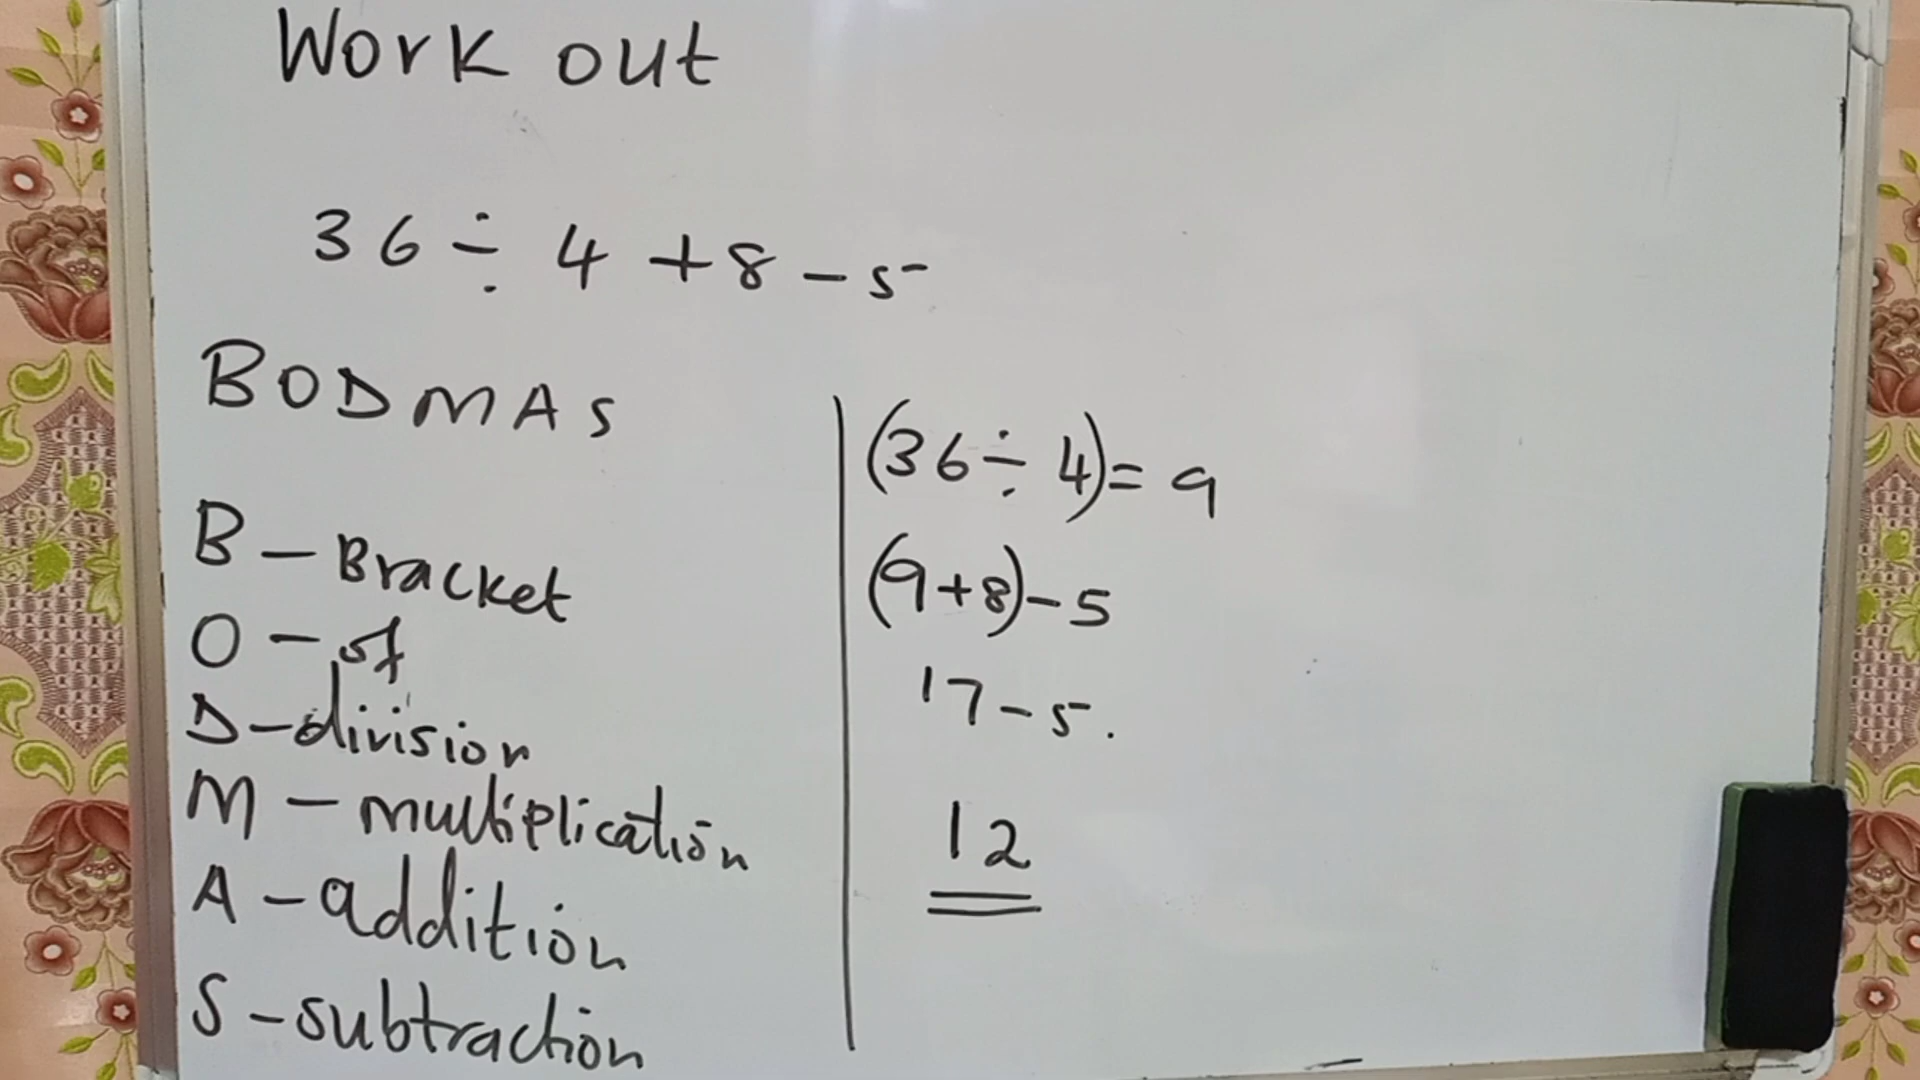 Work out
36 ÷ 4 + 8 - 5
BODMAS
B - Bracket
O - of
D - division
M - multiplication
A - addition
S - subtraction
(36 ÷ 4) = 9
(9+8) - 5
17 - 5.
12